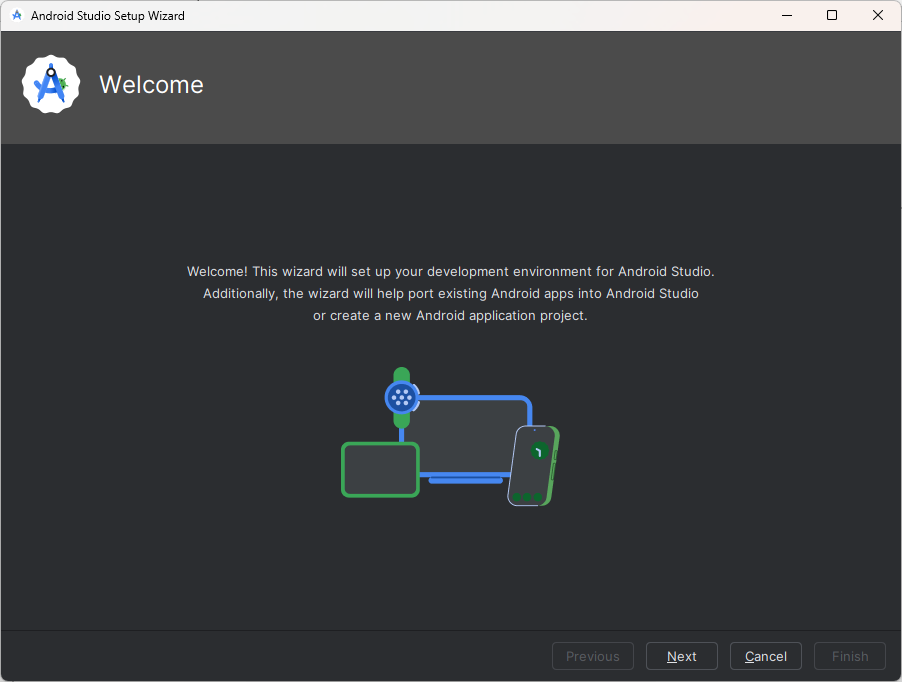 Android Studio Setup Wizard
Welcome
Welcome! This wizard will set up your development environment for Android Studio.
Additionally, the wizard will help port existing Android apps into Android Studio
or create a new Android application project.
Previous
Next
Cancel
Finish